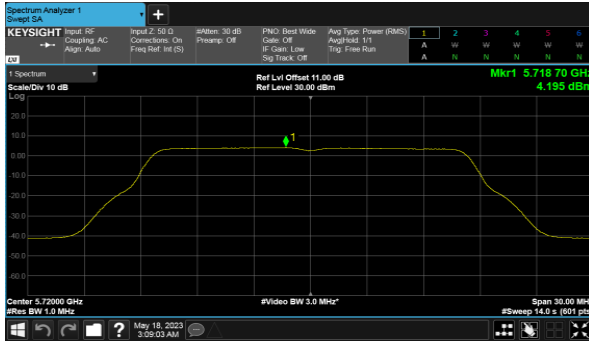 Spectrum Analyzer 1
Swept SA
+
KEYSIGHT Input: RF
Coupling: AC
Align: Auto
Input Z: 50 Ω
Corrections: On
Freq Ref: Int (S)
#Atten: 30 dB
Preamp: Off
PNO: Best Wide
Gate: Off
IF Gain: Low
Sig Track: Off
Avg Type: Power (RMS)
Avg|Hold: 1/1
Trig: Free Run
1 2 3 4 5 6
A W W W W W
A N N N N N
LXI
1 Spectrum
Scale/Div 10 dB
Ref Lvl Offset 11.00 dB
Ref Level 30.00 dBm
Mkr1 5.718 70 GHz
4.195 dBm
Log
20.0
10.0
0.00
-10.0
-20.0
-30.0
-40.0
-50.0
-60.0
1
Center 5.72000 GHz
#Res BW 1.0 MHz
#Video BW 3.0 MHz*
Span 30.00 MH
#Sweep 14.0 s (601 pts
?
May 18, 2023
3:09:03 AM